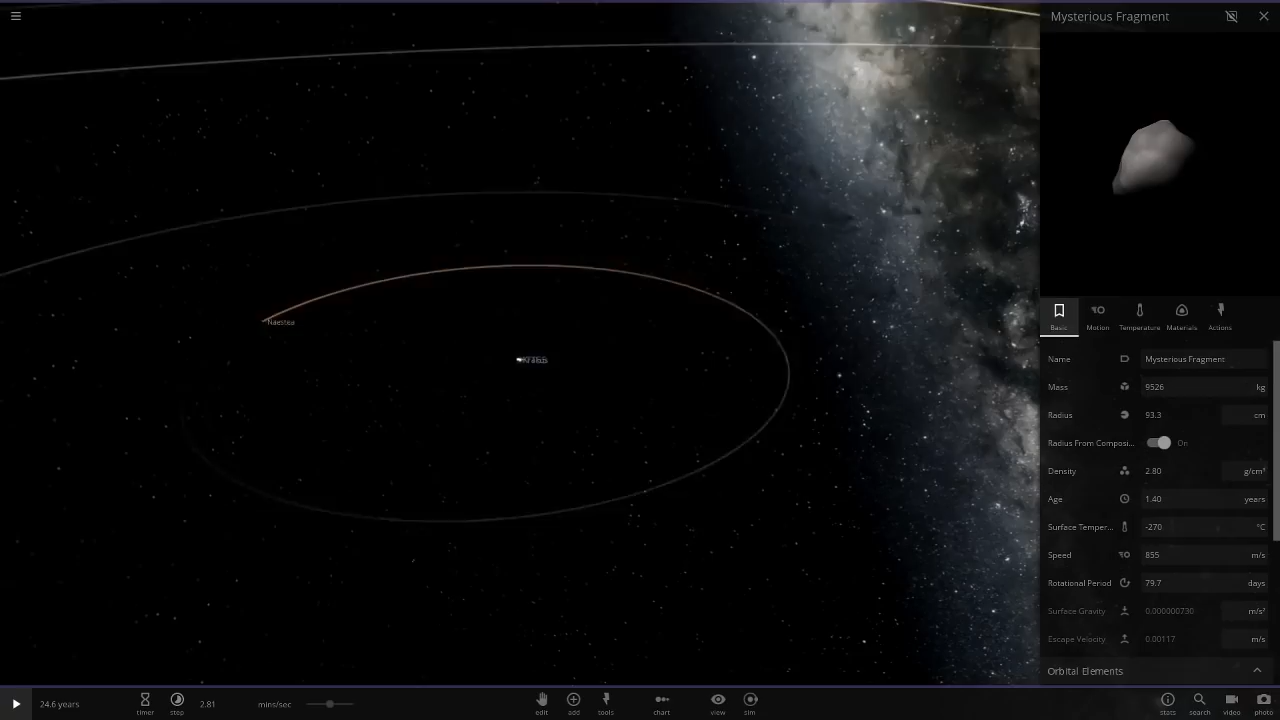 Mysterious Fragment
Naestea
Basic
Motion
Temperature
Materials
Actions
Name
Mysterious Fragment
Mass
9526
kg
Radius
93.3
cm
Radius From Composi...
On
Density
2.80
g/cm³
Age
1.40
years
Surface Temper...
-270
°C
Speed
855
m/s
Rotational Period
79.7
days
Surface Gravity
0.000000730
m/s²
Escape Velocity
0.00117
m/s
Orbital Elements
24.6 years
timer
step
2.81
mins/sec
edit
add
tools
chart
view
sim
stats
search
video
photo